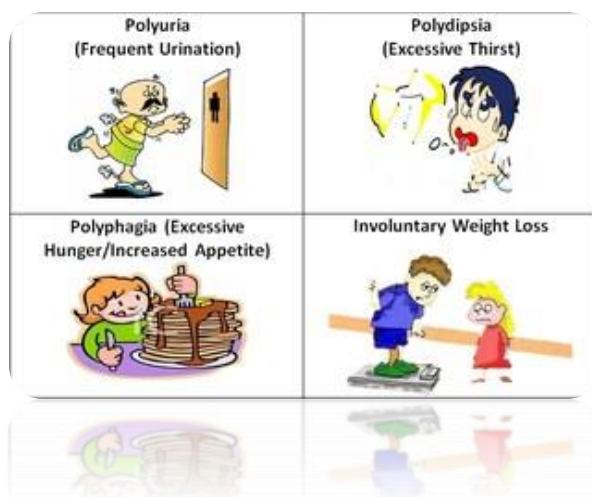 Polyuria
(Frequent Urination)
Polydipsia
(Excessive Thirst)
Polyphagia (Excessive
Hunger/Increased Appetite)
Involuntary Weight Loss